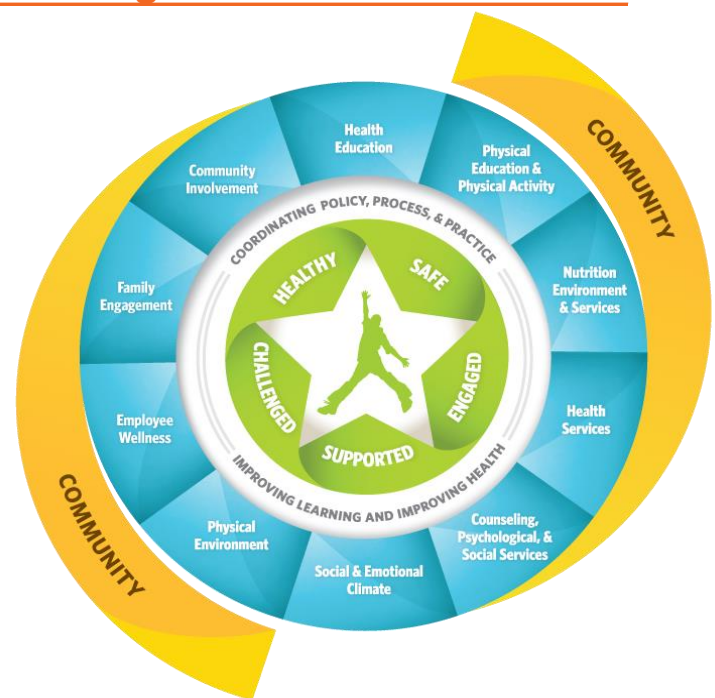 COMMUNITY
Health
Education
Physical
Education &
Physical Activity
Nutrition
Environment
& Services
Health
Services
Counseling,
Psychological, &
Social Services
Social & Emotional
Climate
Physical
Environment
Employee
Wellness
Family
Engagement
Community
Involvement
COORDINATING POLICY, PROCESS, & PRACTICE
IMPROVING LEARNING AND IMPROVING HEALTH
HEALTHY
SAFE
ENGAGED
SUPPORTED
CHALLENGED
COMMUNITY